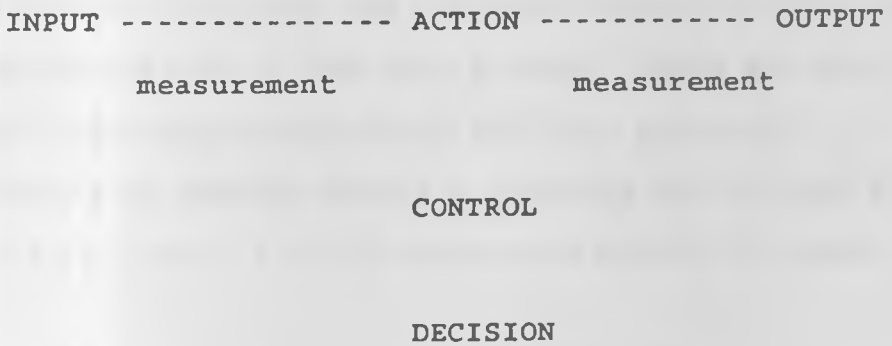 INPUT --------------- ACTION ------------ OUTPUT
measurement measurement
CONTROL
DECISION